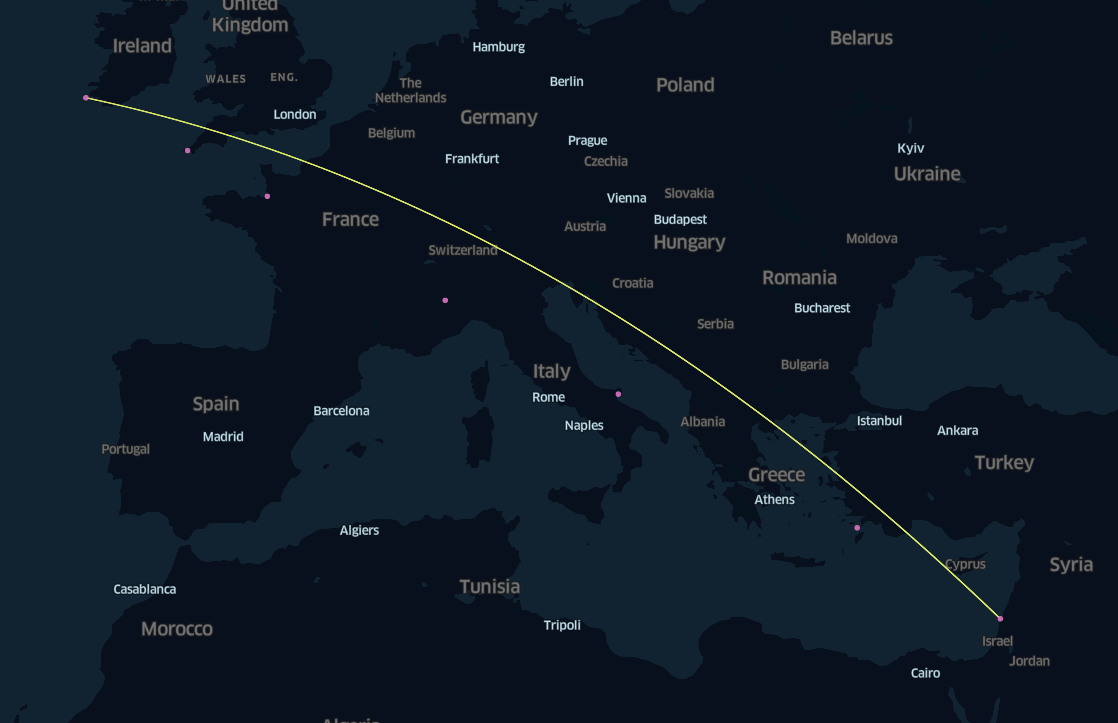 United
Kingdom
Ireland
WALES
ENG.
London
The
Netherlands
Belgium
Hamburg
Berlin
Germany
Poland
Belarus
Prague
Czechia
Frankfurt
Kyiv
Ukraine
Vienna
Slovakia
Budapest
Hungary
Austria
France
Switzerland
Moldova
Croatia
Romania
Bucharest
Serbia
Bulgaria
Italy
Rome
Naples
Spain
Madrid
Barcelona
Portugal
Albania
Istanbul
Ankara
Turkey
Greece
Athens
Algiers
Cyprus
Syria
Casablanca
Tunisia
Morocco
Tripoli
Israel
Jordan
Cairo
Algeria